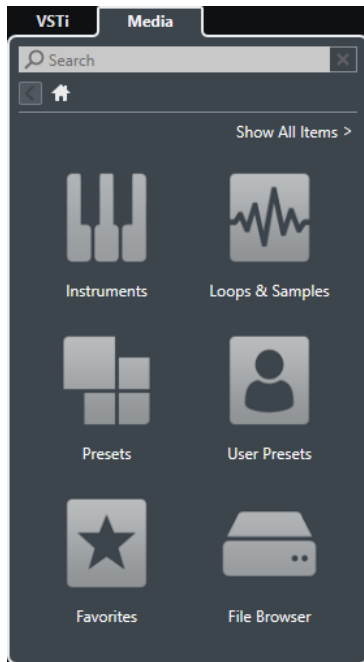 VSTi Media
Search
Show All Items >
Instruments Loops & Samples
Presets User Presets
Favorites File Browser